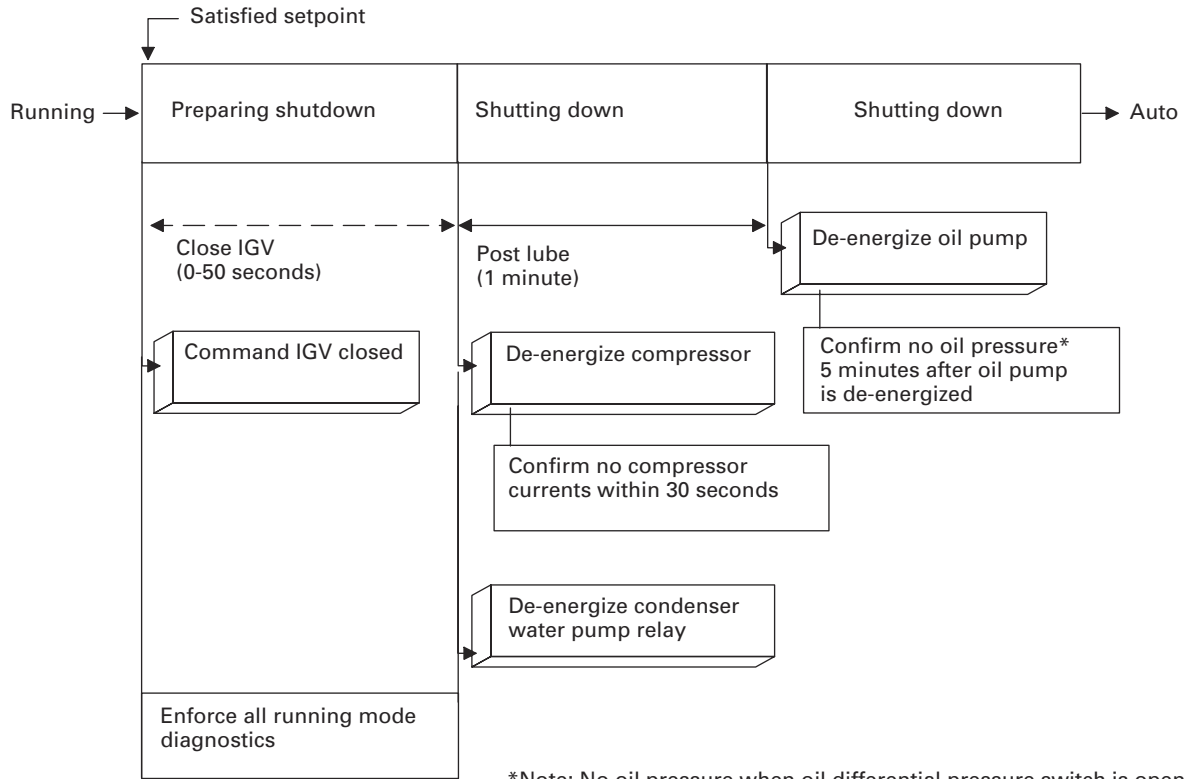 Satisfied setpoint
Running
Preparing shutdown
Shutting down
Shutting down
Auto
Close IGV
(0-50 seconds)
Post lube
(1 minute)
De-energize oil pump
Command IGV closed
De-energize compressor
Confirm no oil pressure*
5 minutes after oil pump
is de-energized
Confirm no compressor
currents within 30 seconds
De-energize condenser
water pump relay
Enforce all running mode
diagnostics
*Note: No oil pressure when oil differential pressure switch is open